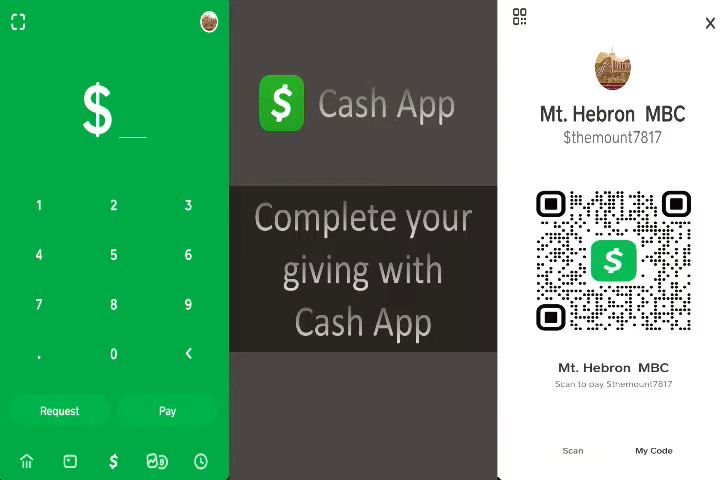 $
1 2 3
4 5 6
7 8 9
. 0 <
Request Pay
$
$ Cash App
Complete your
giving with
Cash App
X
Mt. Hebron MBC
$themount7817
$
Mt. Hebron MBC
Scan to pay $themount7817
Scan My Code